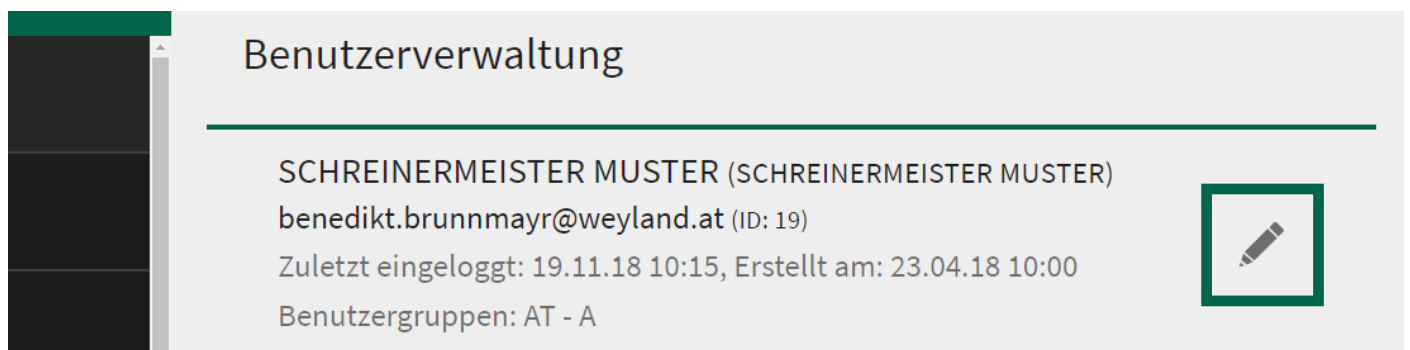 Benutzerverwaltung
SCHREINERMEISTER MUSTER (SCHREINERMEISTER MUSTER)
benedikt.brunnmayr@weyland.at (ID: 19)
Zuletzt eingeloggt: 19.11.18 10:15, Erstellt am: 23.04.18 10:00
Benutzergruppen: AT - A